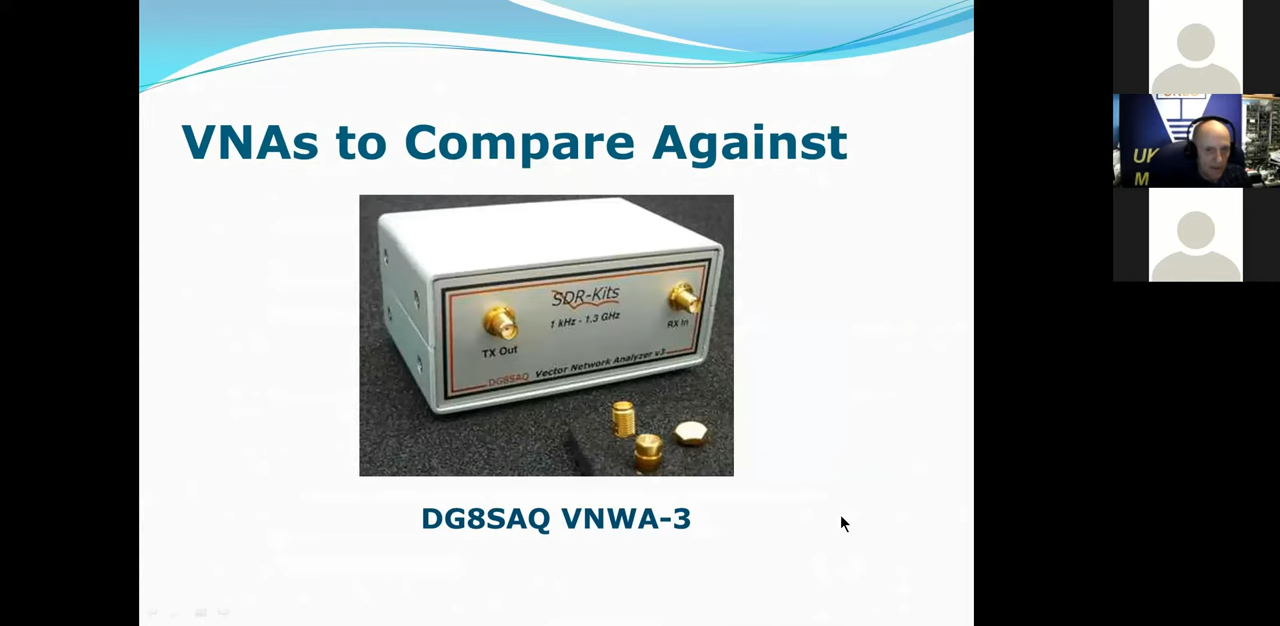 VNAs to Compare Against
SDR-Kits
1 kHz - 1.3 GHz
TX Out
RX In
DG8SAQ Vector Network Analyzer v3
DG8SAQ VNWA-3
UK
M